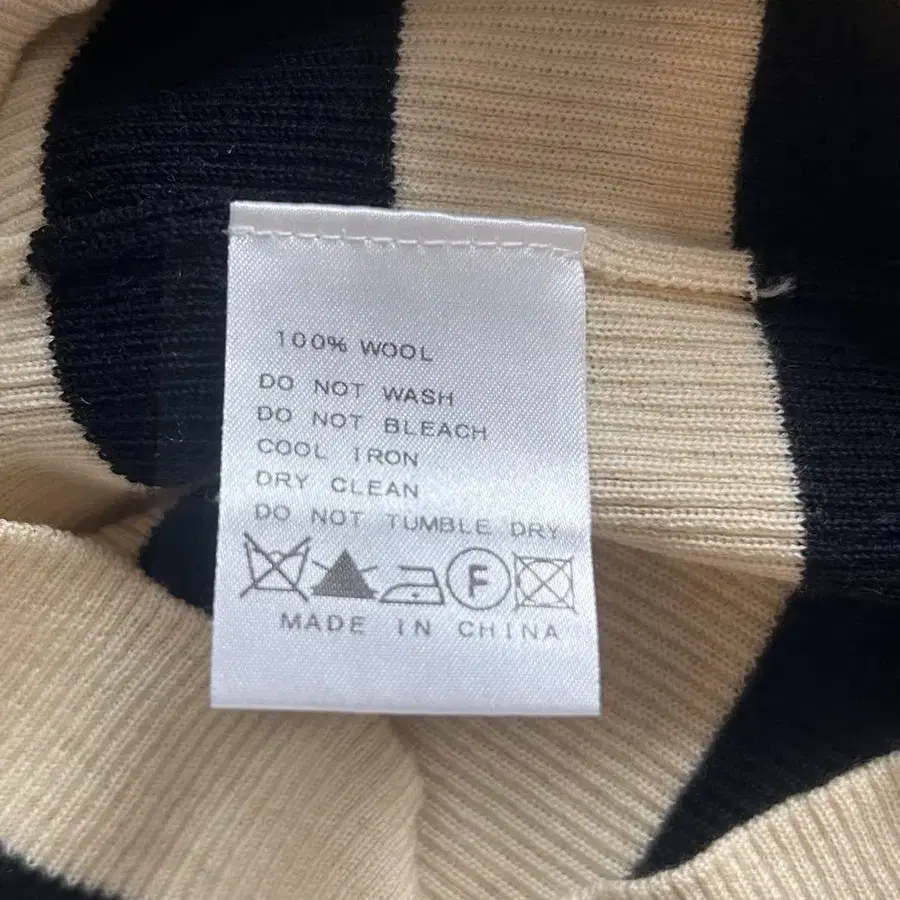 100% WOOL
DO NOT WASH
DO NOT BLEACH
COOL IRON
DRY CLEAN
DO NOT TUMBLE DRY
F
MADE IN CHINA